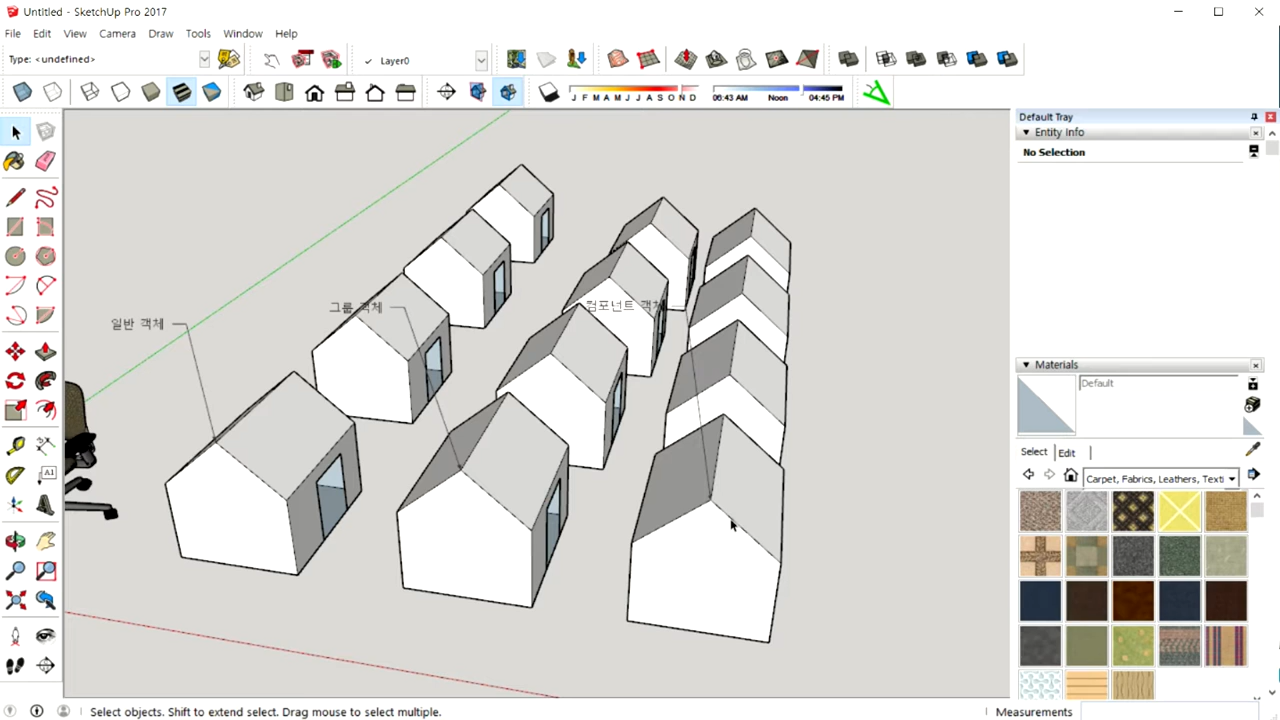 Untitled - SketchUp Pro 2017
File Edit View Camera Draw Tools Window Help
Type: <undefined>
Layer0
J F M A M J J A S O N D
06:43 AM Noon 04:45 PM
Default Tray
Entity Info
No Selection
일반 객체
그룹 객체
컴포넌트 객체
Materials
Default
Select Edit
Carpet, Fabrics, Leathers, Texti
A1
Select objects. Shift to extend select. Drag mouse to select multiple.
Measurements